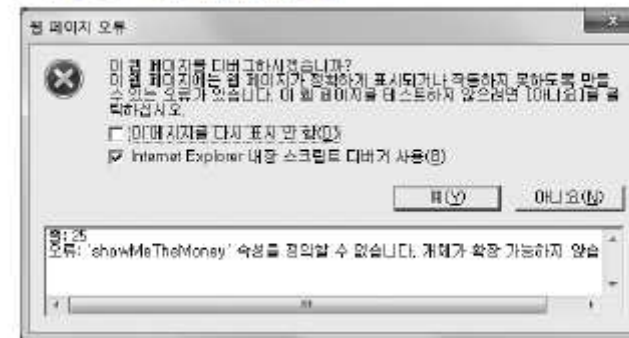 웹 페이지 오류
이 웹 페이지를 디버그하시겠습니까?
이 웹 페이지에는 웹 페이지가 정확하게 표시되거나 작동하지 못하도록 만들
수 있는 오류가 있습니다. 이 웹 페이지를 테스트하지 않으려면 [아니요]를 클
릭하십시오.
이 메시지를 다시 표시 안 함(D)
Internet Explorer 내장 스크립트 디버거 사용(B)
예(Y) 아니요(N)
줄: 25
오류: 'showMeTheMoney' 속성을 정의할 수 없습니다. 개체가 확장 가능하지 않습